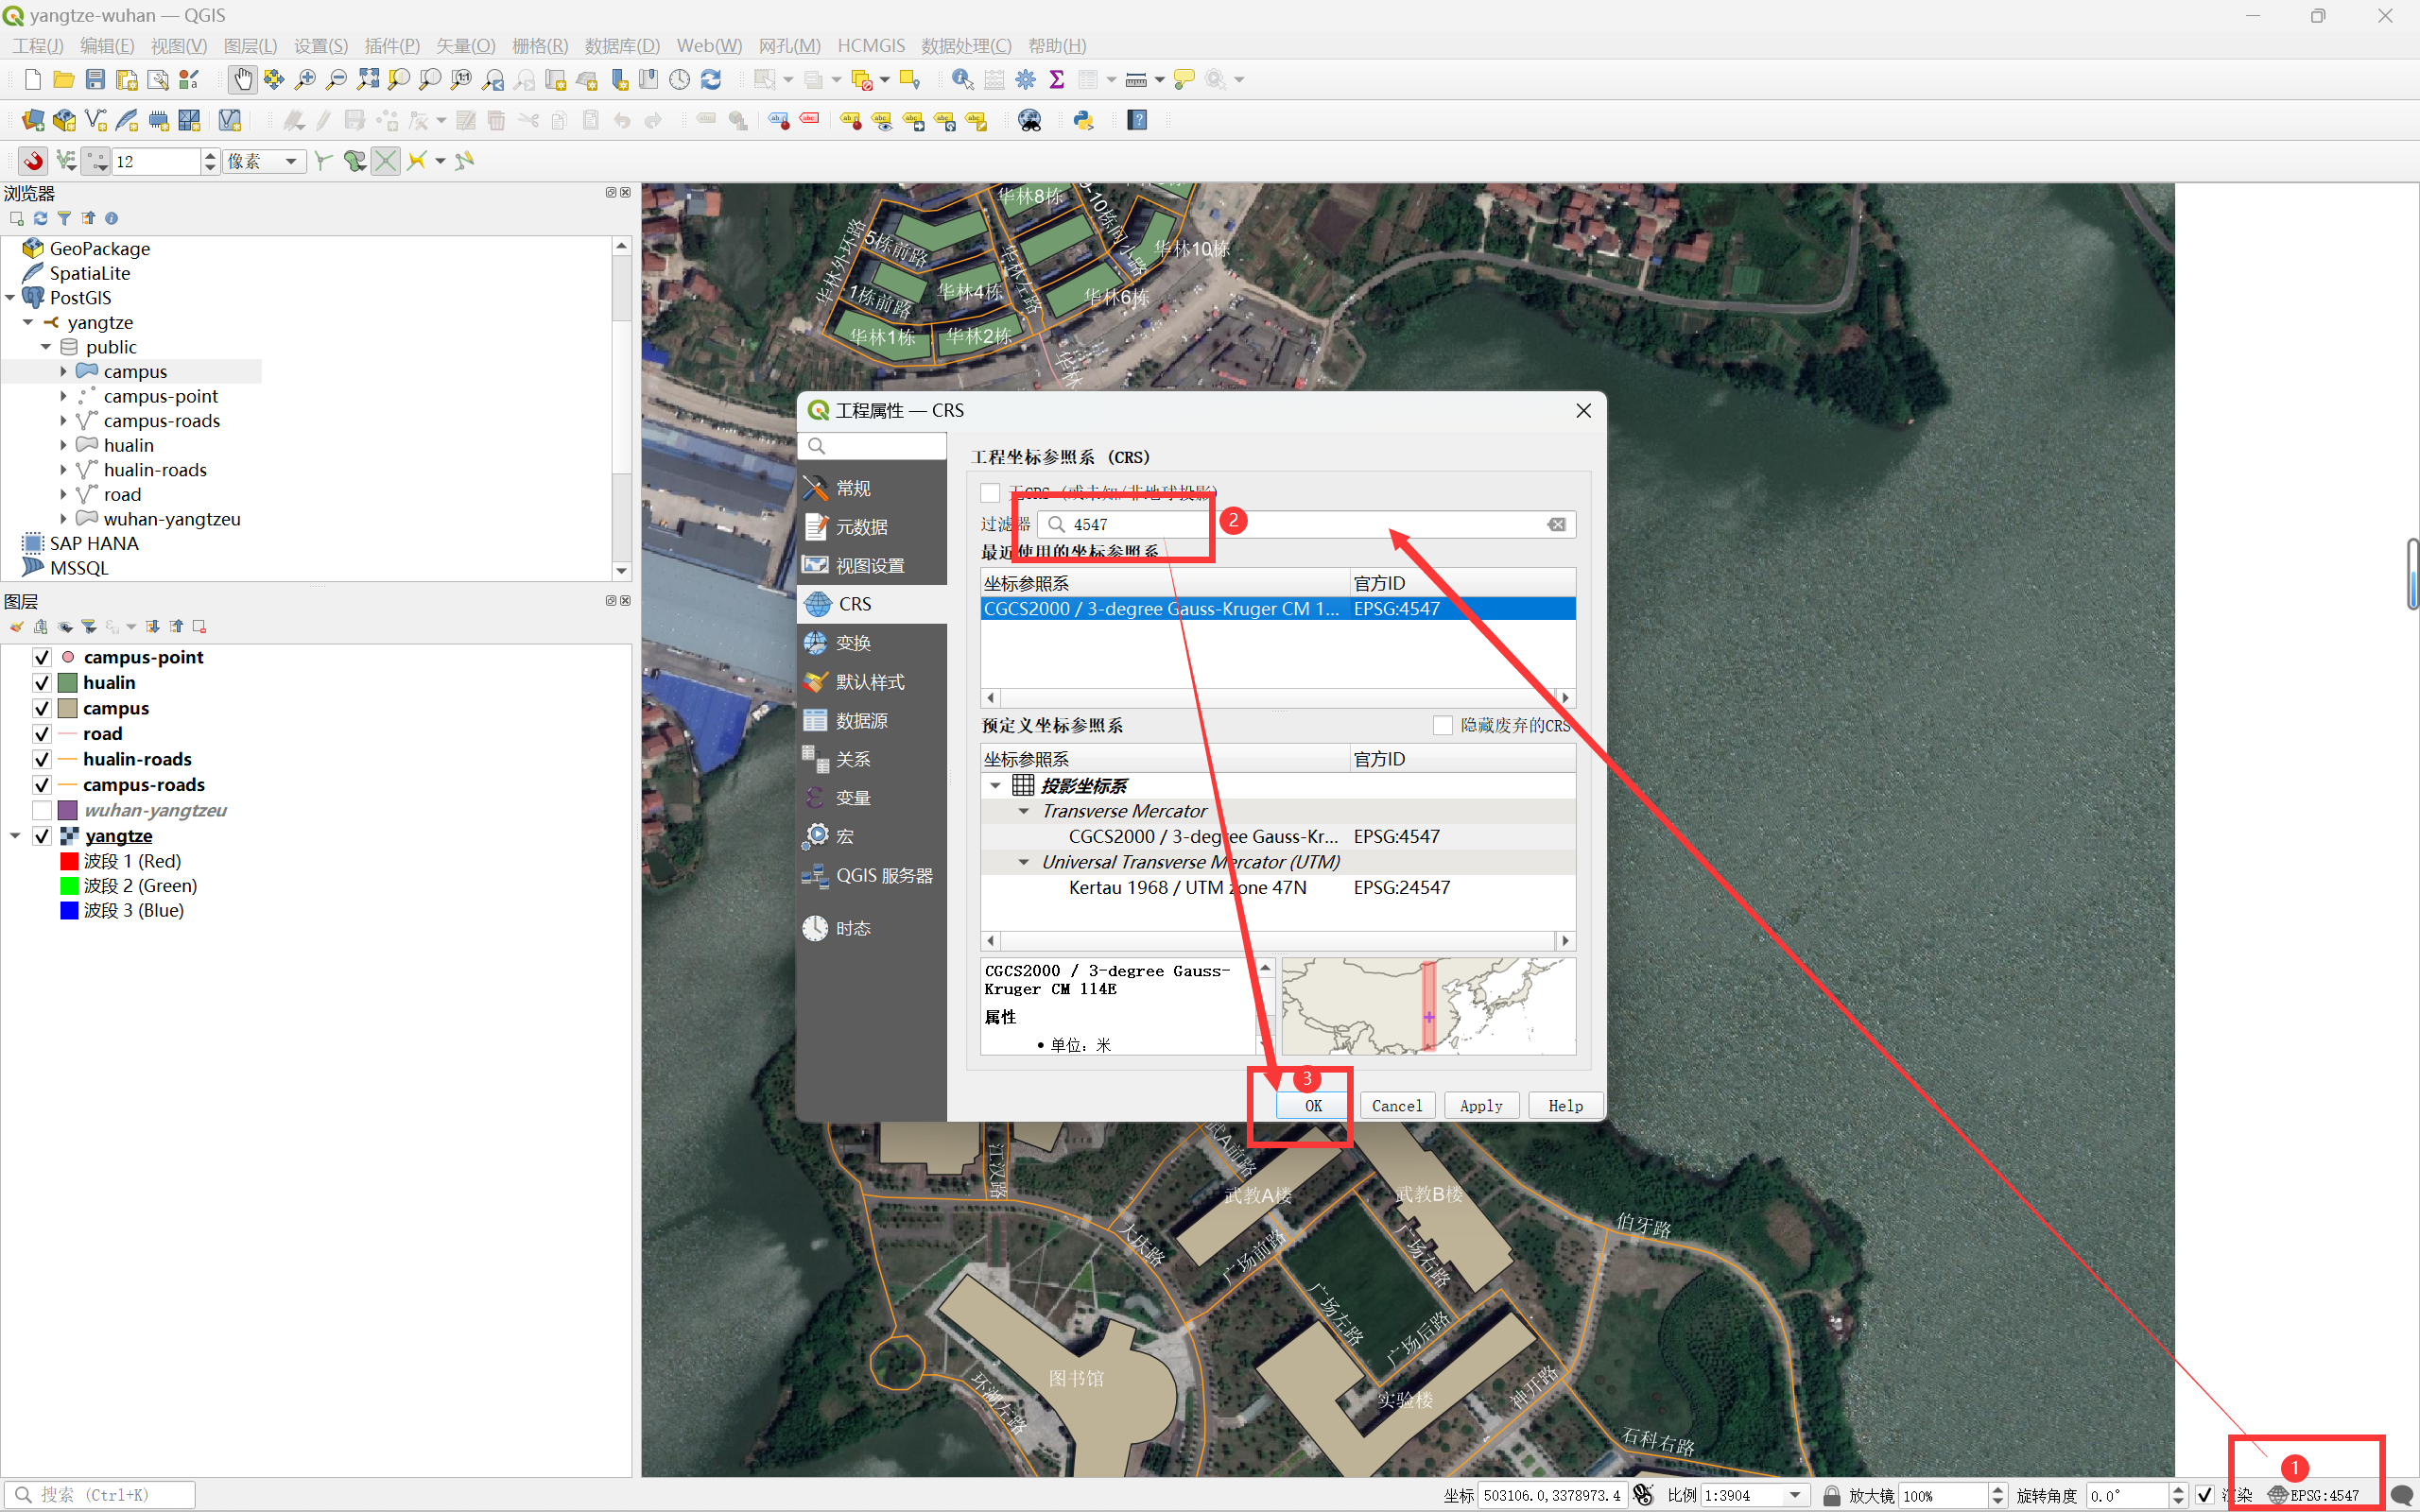 yangtze-wuhan — QGIS
工程(J) 编辑(E) 视图(V) 图层(L) 设置(S) 插件(P) 矢量(O) 栅格(R) 数据库(D) Web(W) 网孔(M) HCMGIS 数据处理(C) 帮助(H)
12 像素
浏览器
GeoPackage
SpatiaLite
PostGIS
yangtze
public
campus
campus-point
campus-roads
hualin
hualin-roads
road
wuhan-yangtzeu
SAP HANA
MSSQL
图层
campus-point
hualin
campus
road
hualin-roads
campus-roads
wuhan-yangtzeu
yangtze
波段 1 (Red)
波段 2 (Green)
波段 3 (Blue)
华林8栋
9-10栋间小路
华林外环路
5栋前路
华林10栋
华林左路
华林4栋
华林6栋
1栋前路
华林1栋
华林2栋
华林
工程属性 — CRS
常规
元数据
视图设置
CRS
变换
默认样式
数据源
关系
变量
宏
QGIS 服务器
时态
工程坐标参照系 (CRS)
无CRS (或未知/非地球投影)
过滤器 4547
2
最近使用的坐标参照系
坐标参照系 官方ID
CGCS2000 / 3-degree Gauss-Kruger CM 1... EPSG:4547
预定义坐标参照系 隐藏废弃的CRS
坐标参照系 官方ID
投影坐标系
Transverse Mercator
CGCS2000 / 3-degree Gauss-Kr... EPSG:4547
Universal Transverse Mercator (UTM)
Kertau 1968 / UTM zone 47N EPSG:24547
CGCS2000 / 3-degree Gauss-
Kruger CM 114E
属性
• 单位: 米
3
OK Cancel Apply Help
江汉路
武A前路
武教A楼
武教B楼
大庆路
广场前路
广场右路
伯牙路
广场左路
广场后路
图书馆
环湖左路
实验楼
神开路
石科右路
1
搜索 (Ctrl+K)
坐标 503106.0,3378973.4 比例 1:3904 放大镜 100% 旋转角度 0.0° 渲染 EPSG:4547